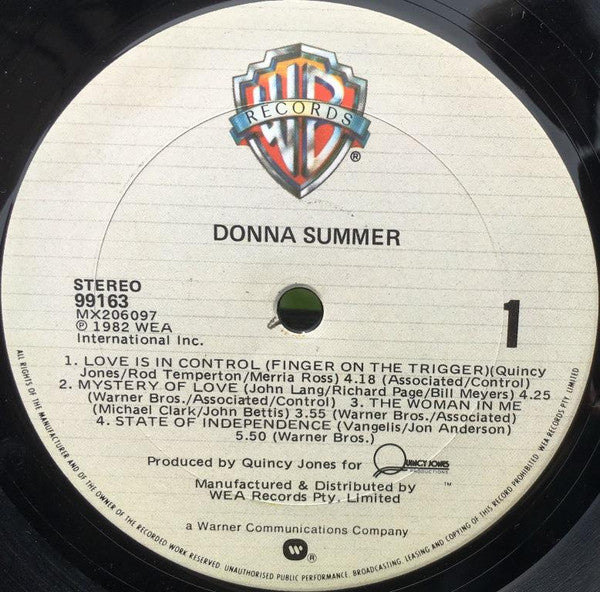 WB
RECORDS
®
DONNA SUMMER
STEREO
99163
MX206097
℗ 1982 WEA
International Inc.
1
1. LOVE IS IN CONTROL (FINGER ON THE TRIGGER)(Quincy
Jones/Rod Temperton/Merria Ross) 4.18 (Associated/Control)
2. MYSTERY OF LOVE (John Lang/Richard Page/Bill Meyers) 4.25
(Warner Bros./Associated/Control) 3. THE WOMAN IN ME
(Michael Clark/John Bettis) 3.55 (Warner Bros./Associated)
4. STATE OF INDEPENDENCE (Vangelis/Jon Anderson)
5.50 (Warner Bros.)
Produced by Quincy Jones for QUINCY JONES
PRODUCTIONS
™
Manufactured & Distributed by
WEA Records Pty. Limited
a Warner Communications Company
®
ALL RIGHTS OF THE MANUFACTURER AND OF THE OWNER OF THE RECORDED WORK RESERVED. UNAUTHORISED PUBLIC PERFORMANCE, BROADCASTING, LEASING AND COPYING OF THIS RECORD PROHIBITED. WEA RECORDS PTY. LIMITED